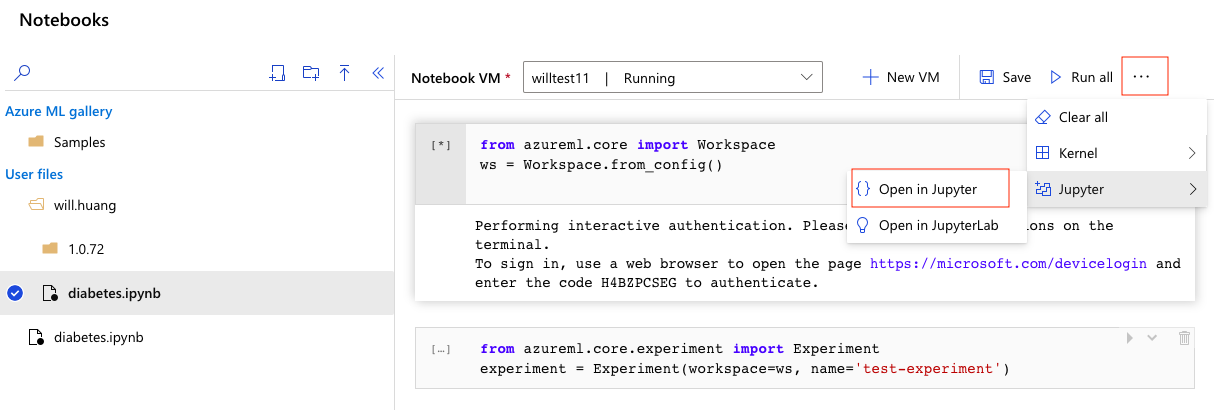 Notebooks
Notebook VM * willtest11 | Running New VM Save Run all ...
Azure ML gallery
Samples
User files
will.huang
1.0.72
diabetes.ipynb
diabetes.ipynb
Clear all
Kernel
Jupyter
Open in Jupyter
Open in JupyterLab
[*] from azureml.core import Workspace
ws = Workspace.from_config()
Performing interactive authentication. Pleas ons on the
terminal.
To sign in, use a web browser to open the page https://microsoft.com/devicelogin and
enter the code H4BZPCSEG to authenticate.
[…] from azureml.core.experiment import Experiment
experiment = Experiment(workspace=ws, name='test-experiment')